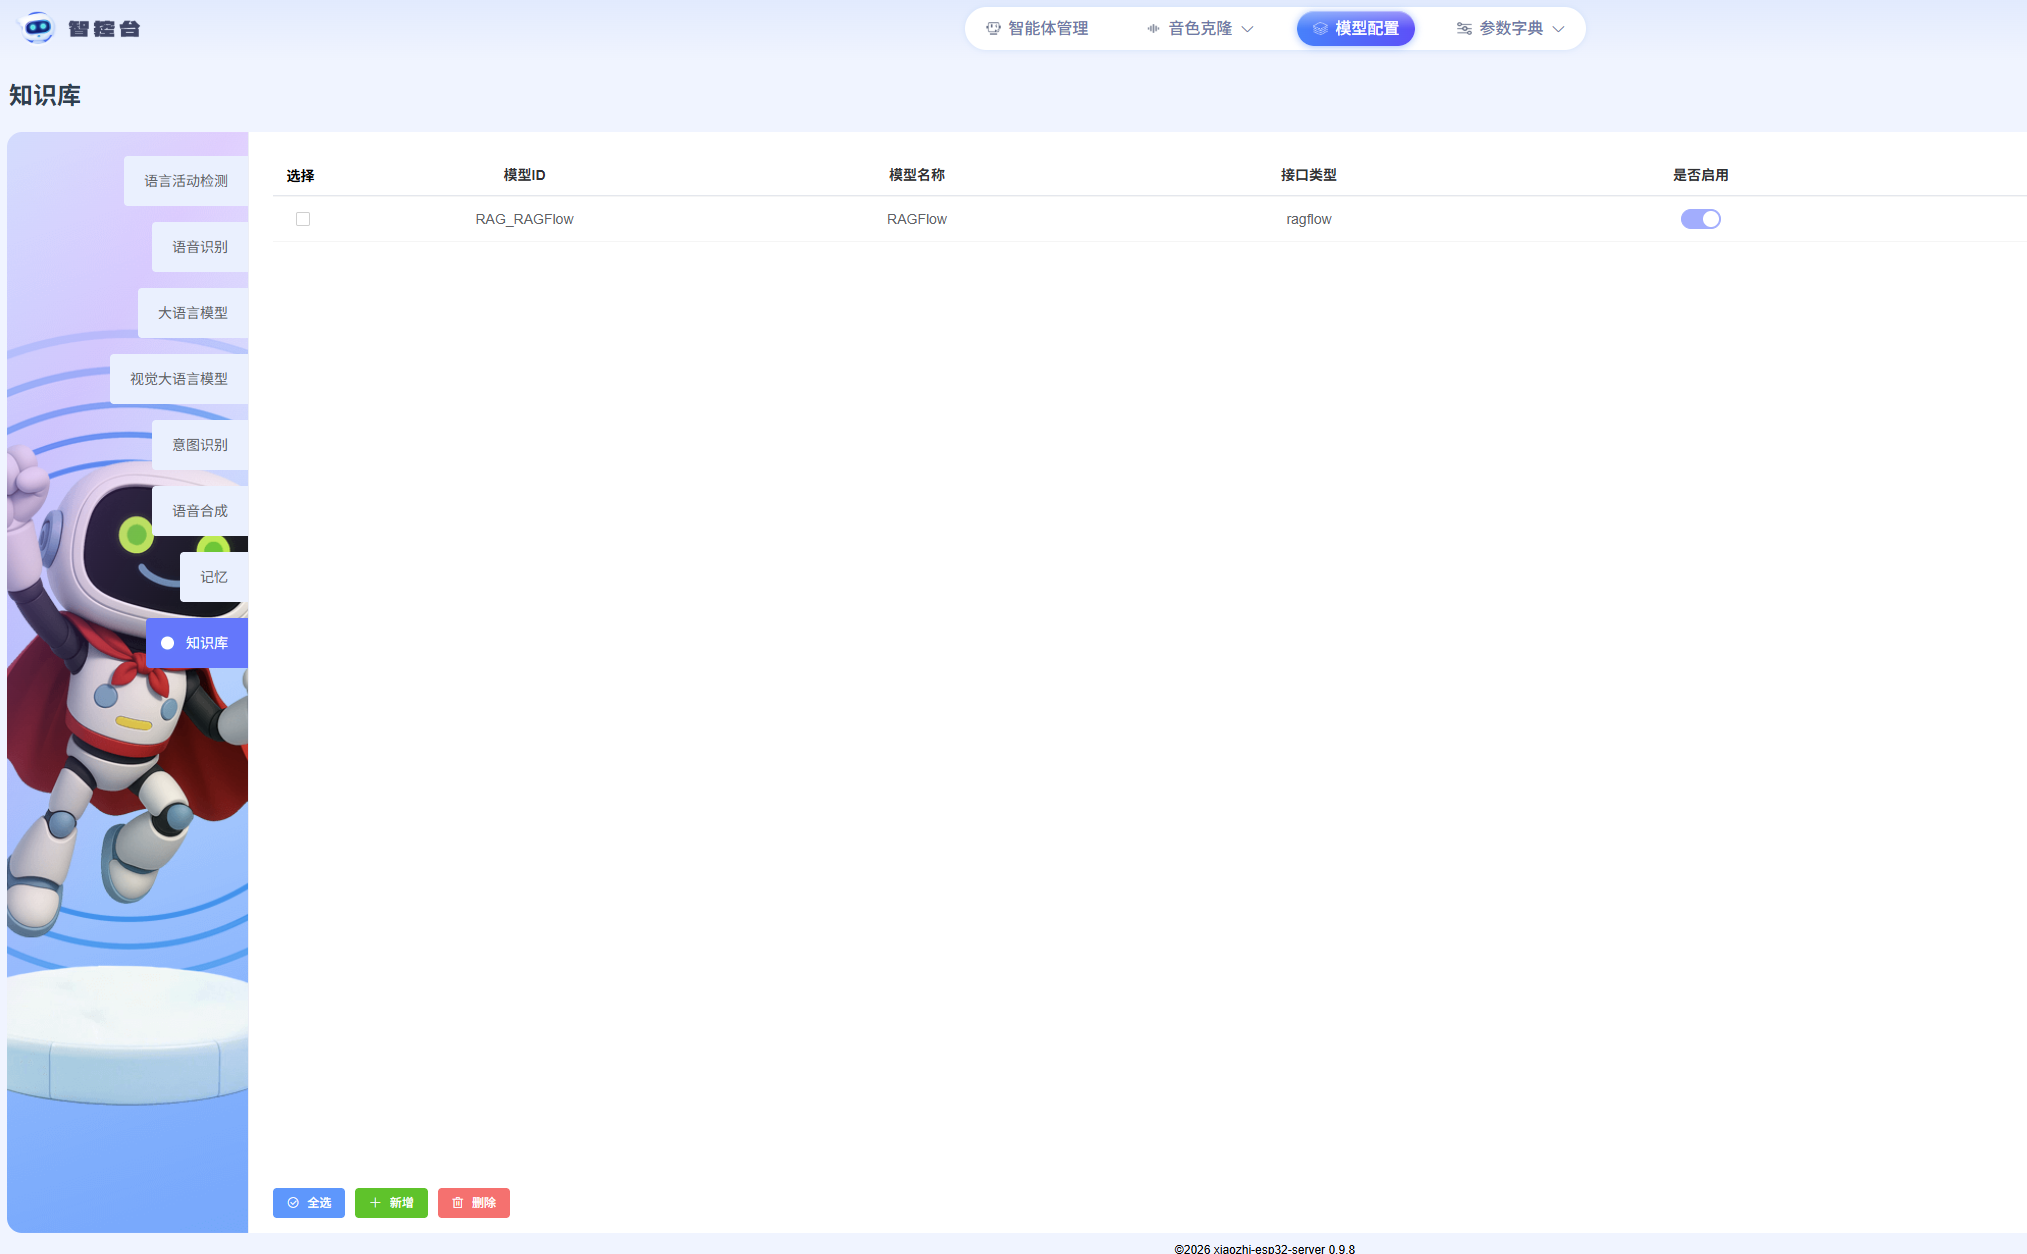 智控台
智能体管理
音色克隆
模型配置
参数字典
知识库
语言活动检测
语音识别
大语言模型
视觉大语言模型
意图识别
语音合成
记忆
知识库
选择 模型ID 模型名称 接口类型 是否启用
RAG_RAGFlow RAGFlow ragflow
全选 新增 删除
©2026 xiaozhi-esp32-server 0.9.8